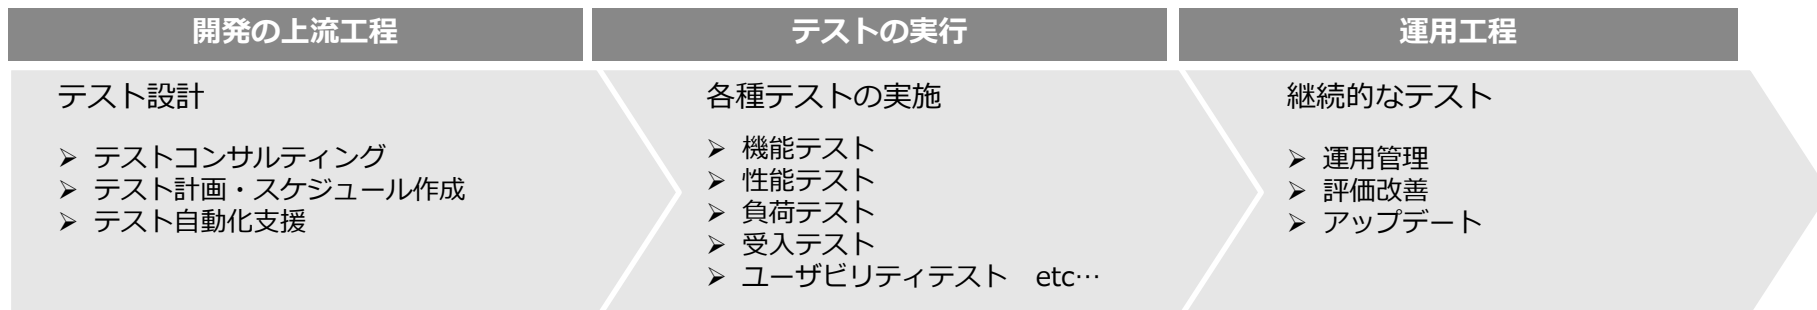 開発の上流工程
テスト設計
➢ テストコンサルティング
➢ テスト計画・スケジュール作成
➢ テスト自動化支援
テストの実行
各種テストの実施
➢ 機能テスト
➢ 性能テスト
➢ 負荷テスト
➢ 受入テスト
➢ ユーザビリティテスト　etc…
運用工程
継続的なテスト
➢ 運用管理
➢ 評価改善
➢ アップデート